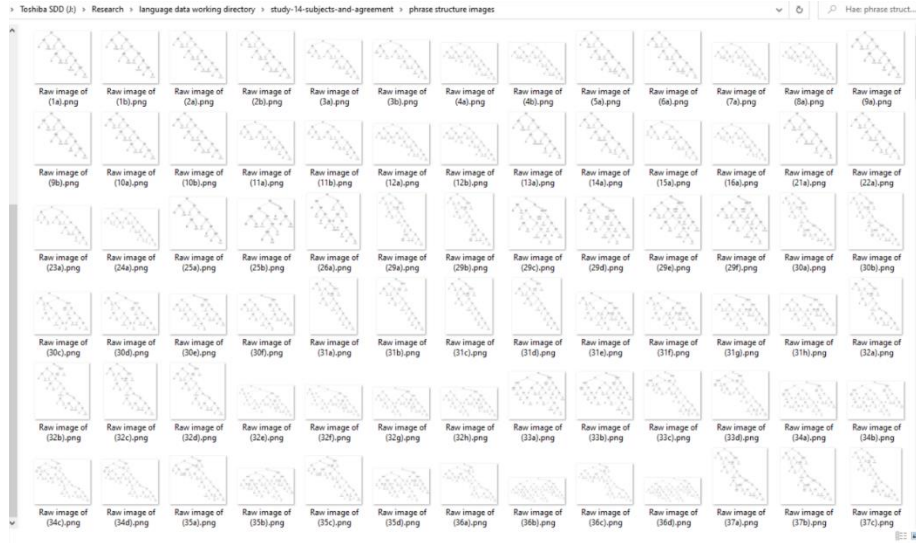 › Toshiba SDD (J:) › Research › language data working directory › study-14-subjects-and-agreement › phrase structure images
Hae: phrase struct...
Raw image of (1a).png
Raw image of (1b).png
Raw image of (2a).png
Raw image of (2b).png
Raw image of (3a).png
Raw image of (3b).png
Raw image of (4a).png
Raw image of (4b).png
Raw image of (5a).png
Raw image of (6a).png
Raw image of (7a).png
Raw image of (8a).png
Raw image of (9a).png
Raw image of (9b).png
Raw image of (10a).png
Raw image of (10b).png
Raw image of (11a).png
Raw image of (11b).png
Raw image of (12a).png
Raw image of (12b).png
Raw image of (13a).png
Raw image of (14a).png
Raw image of (15a).png
Raw image of (16a).png
Raw image of (21a).png
Raw image of (22a).png
Raw image of (23a).png
Raw image of (24a).png
Raw image of (25a).png
Raw image of (25b).png
Raw image of (26a).png
Raw image of (29a).png
Raw image of (29b).png
Raw image of (29c).png
Raw image of (29d).png
Raw image of (29e).png
Raw image of (29f).png
Raw image of (30a).png
Raw image of (30b).png
Raw image of (30c).png
Raw image of (30d).png
Raw image of (30e).png
Raw image of (30f).png
Raw image of (31a).png
Raw image of (31b).png
Raw image of (31c).png
Raw image of (31d).png
Raw image of (31e).png
Raw image of (31f).png
Raw image of (31g).png
Raw image of (31h).png
Raw image of (32a).png
Raw image of (32b).png
Raw image of (32c).png
Raw image of (32d).png
Raw image of (32e).png
Raw image of (32f).png
Raw image of (32g).png
Raw image of (32h).png
Raw image of (33a).png
Raw image of (33b).png
Raw image of (33c).png
Raw image of (33d).png
Raw image of (34a).png
Raw image of (34b).png
Raw image of (34c).png
Raw image of (34d).png
Raw image of (35a).png
Raw image of (35b).png
Raw image of (35c).png
Raw image of (35d).png
Raw image of (36a).png
Raw image of (36b).png
Raw image of (36c).png
Raw image of (36d).png
Raw image of (37a).png
Raw image of (37b).png
Raw image of (37c).png